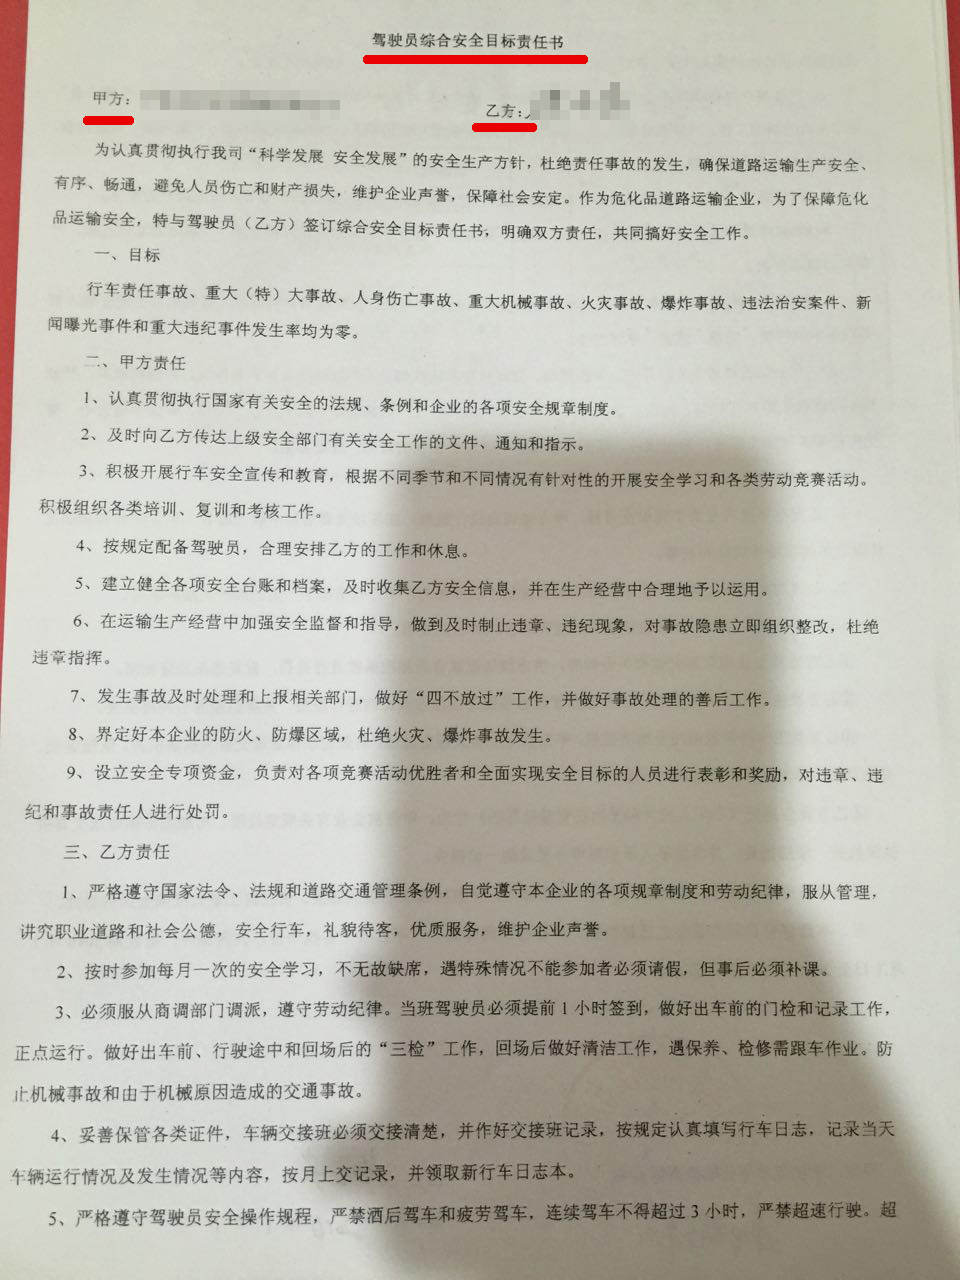 驾驶员综合安全目标责任书
甲方：
乙方：
为认真贯彻执行我司“科学发展 安全发展”的安全生产方针，杜绝责任事故的发生，确保道路运输生产安全、
有序、畅通，避免人员伤亡和财产损失，维护企业声誉，保障社会安定。作为危化品道路运输企业，为了保障危化
品运输安全，特与驾驶员（乙方）签订综合安全目标责任书，明确双方责任，共同搞好安全工作。
一、目标
行车责任事故、重大（特）大事故、人身伤亡事故、重大机械事故、火灾事故、爆炸事故、违法治安案件、新
闻曝光事件和重大违纪事件发生率均为零。
二、甲方责任
1、认真贯彻执行国家有关安全的法规、条例和企业的各项安全规章制度。
2、及时向乙方传达上级安全部门有关安全工作的文件、通知和指示。
3、积极开展行车安全宣传和教育，根据不同季节和不同情况有针对性的开展安全学习和各类劳动竞赛活动。
积极组织各类培训、复训和考核工作。
4、按规定配备驾驶员，合理安排乙方的工作和休息。
5、建立健全各项安全台账和档案，及时收集乙方安全信息，并在生产经营中合理地予以运用。
6、在运输生产经营中加强安全监督和指导，做到及时制止违章、违纪现象，对事故隐患立即组织整改，杜绝
违章指挥。
7、发生事故及时处理和上报相关部门，做好“四不放过”工作，并做好事故处理的善后工作。
8、界定好本企业的防火、防爆区域，杜绝火灾、爆炸事故发生。
9、设立安全专项资金，负责对各项竞赛活动优胜者和全面实现安全目标的人员进行表彰和奖励，对违章、违
纪和事故责任人进行处罚。
三、乙方责任
1、严格遵守国家法令、法规和道路交通管理条例，自觉遵守本企业的各项规章制度和劳动纪律，服从管理，
讲究职业道路和社会公德，安全行车，礼貌待客，优质服务，维护企业声誉。
2、按时参加每月一次的安全学习，不无故缺席，遇特殊情况不能参加者必须请假，但事后必须补课。
3、必须服从商调部门调派，遵守劳动纪律。当班驾驶员必须提前1小时签到，做好出车前的门检和记录工作，
正点运行。做好出车前、行驶途中和回场后的“三检”工作，回场后做好清洁工作，遇保养、检修需跟车作业。防
止机械事故和由于机械原因造成的交通事故。
4、妥善保管各类证件，车辆交接班必须交接清楚，并作好交接班记录，按规定认真填写行车日志，记录当天
车辆运行情况及发生情况等内容，按月上交记录，并领取新行车日志本。
5、严格遵守驾驶员安全操作规程，严禁酒后驾车和疲劳驾车，连续驾车不得超过3小时，严禁超速行驶。超